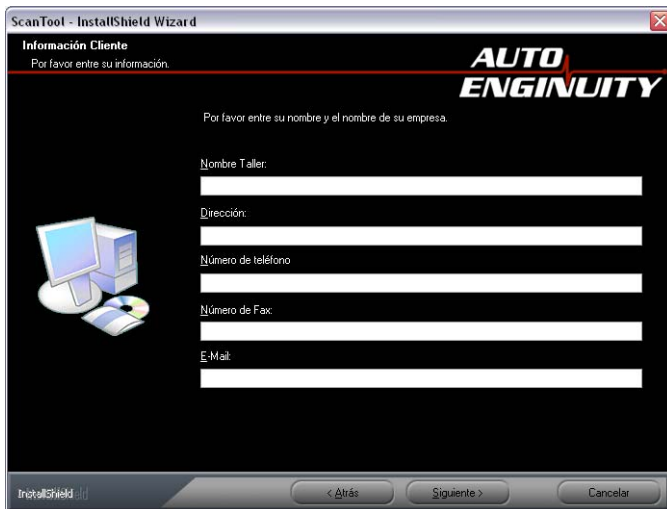 ScanTool - InstallShield Wizard
Información Cliente
Por favor entre su información.
AUTO
ENGINUITY
Por favor entre su nombre y el nombre de su empresa.
Nombre Taller:
Dirección:
Número de teléfono
Número de Fax:
E-Mail:
InstallShield
< Atrás
Siguiente >
Cancelar